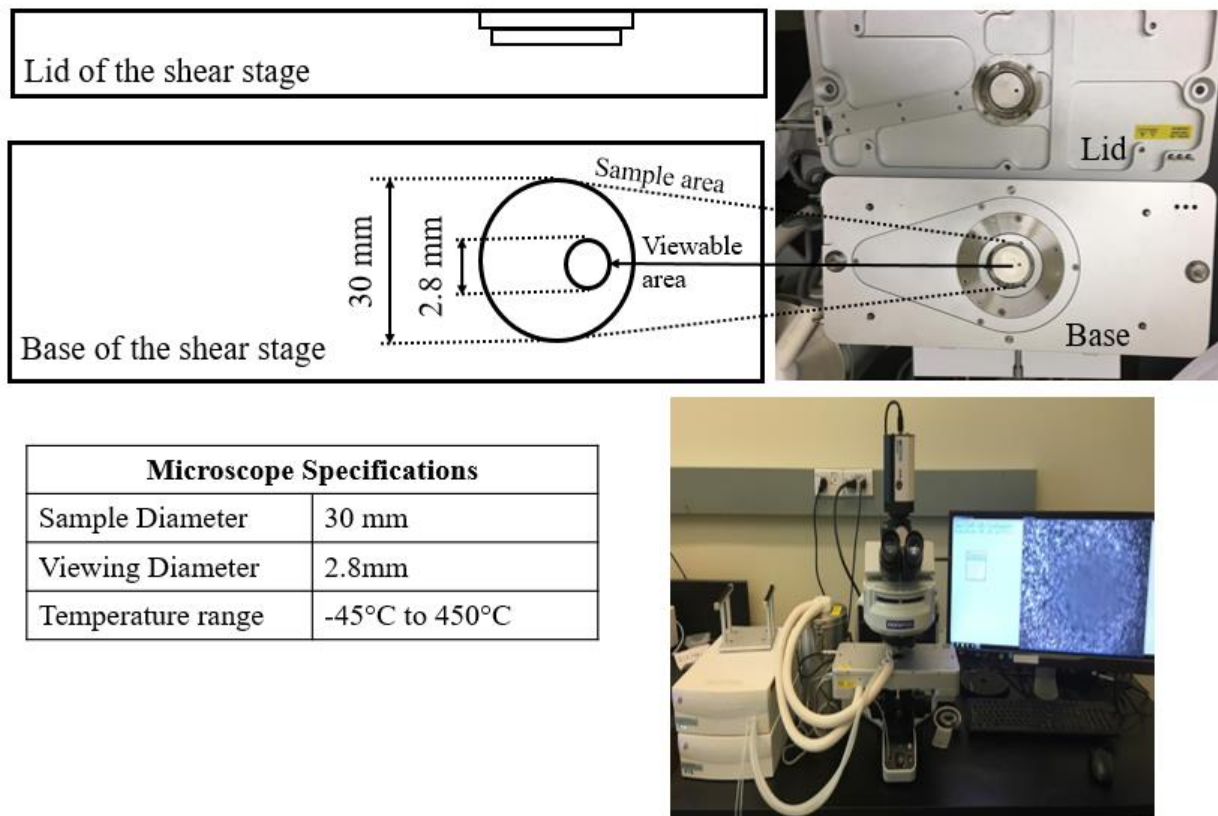 Lid of the shear stage
Lid
Sample area
30 mm
2.8 mm
Viewable
area
Base of the shear stage
Base
Microscope Specifications
Sample Diameter 30 mm
Viewing Diameter 2.8mm
Temperature range -45°C to 450°C